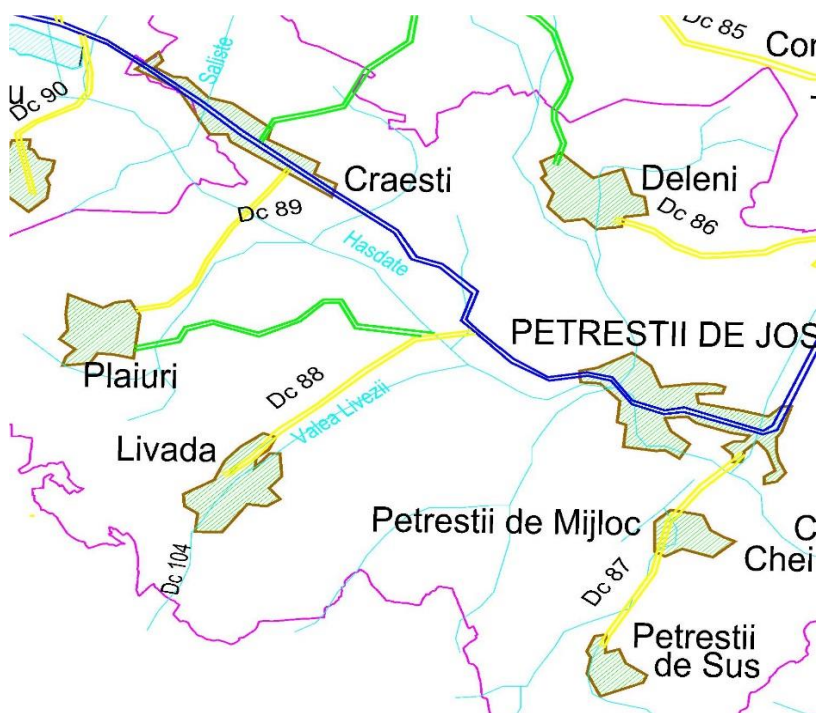 Dc 85
Cor
Saliste
u
Dc 90
Craesti
Deleni
Dc 89
Dc 86
Hasdate
PETRESTII DE JOS
Plaiuri
Dc 88
Valea Livezii
Livada
Petrestii de Mijloc
C
Chei
Dc 104
Dc 87
Petrestii
de Sus